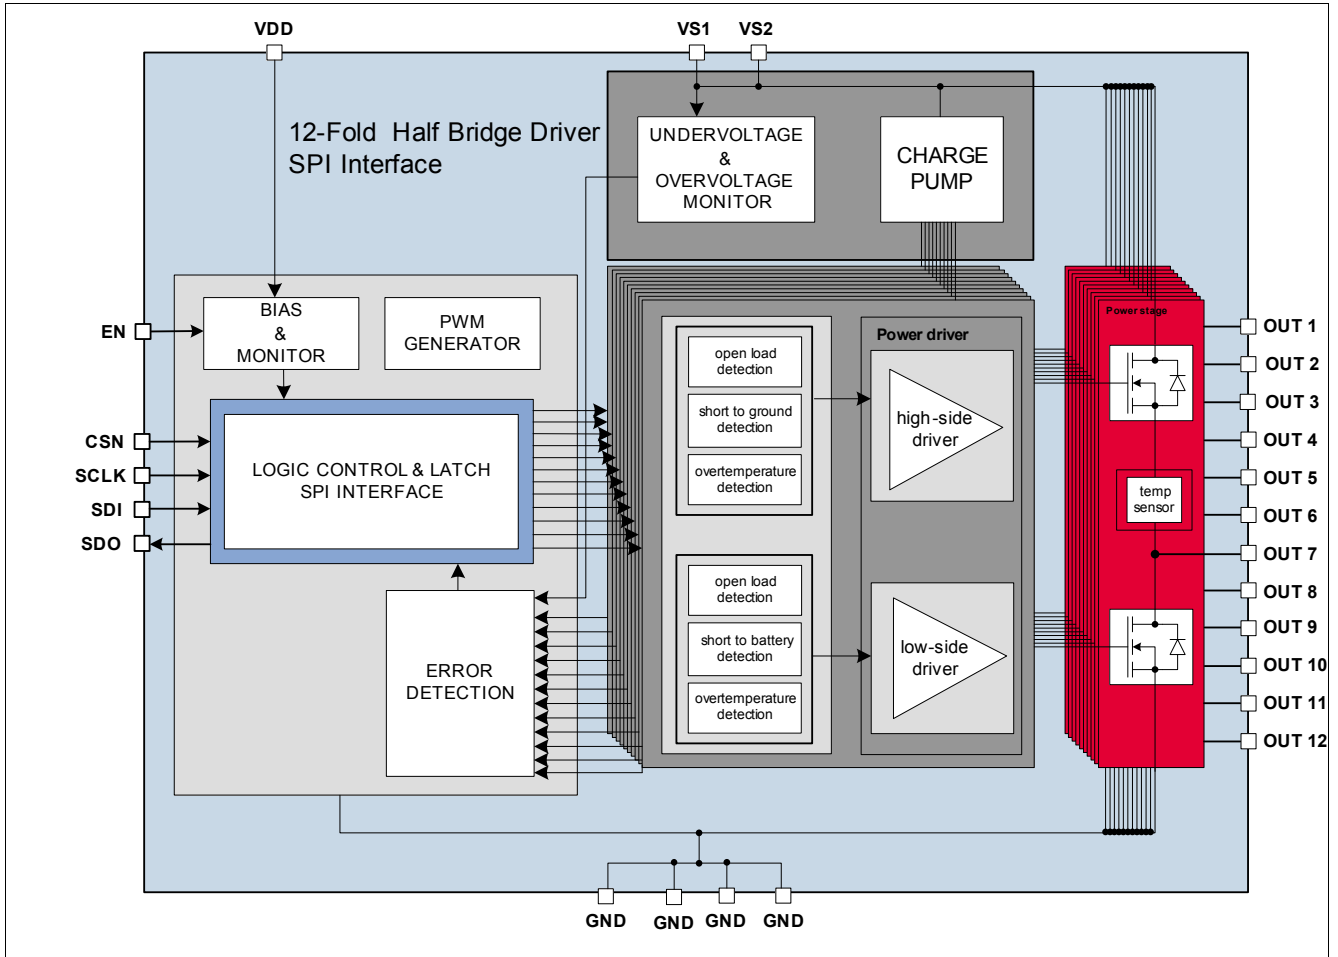 VDD
VS1
VS2
12-Fold Half Bridge Driver
SPI Interface
UNDERVOLTAGE
&
OVERVOLTAGE
MONITOR
CHARGE
PUMP
EN
BIAS
&
MONITOR
PWM
GENERATOR
CSN
SCLK
SDI
SDO
LOGIC CONTROL & LATCH
SPI INTERFACE
ERROR
DETECTION
open load
detection
short to ground
detection
overtemperature
detection
open load
detection
short to battery
detection
overtemperature
detection
Power driver
high-side
driver
low-side
driver
Power stage
temp
sensor
OUT 1
OUT 2
OUT 3
OUT 4
OUT 5
OUT 6
OUT 7
OUT 8
OUT 9
OUT 10
OUT 11
OUT 12
GND
GND
GND
GND